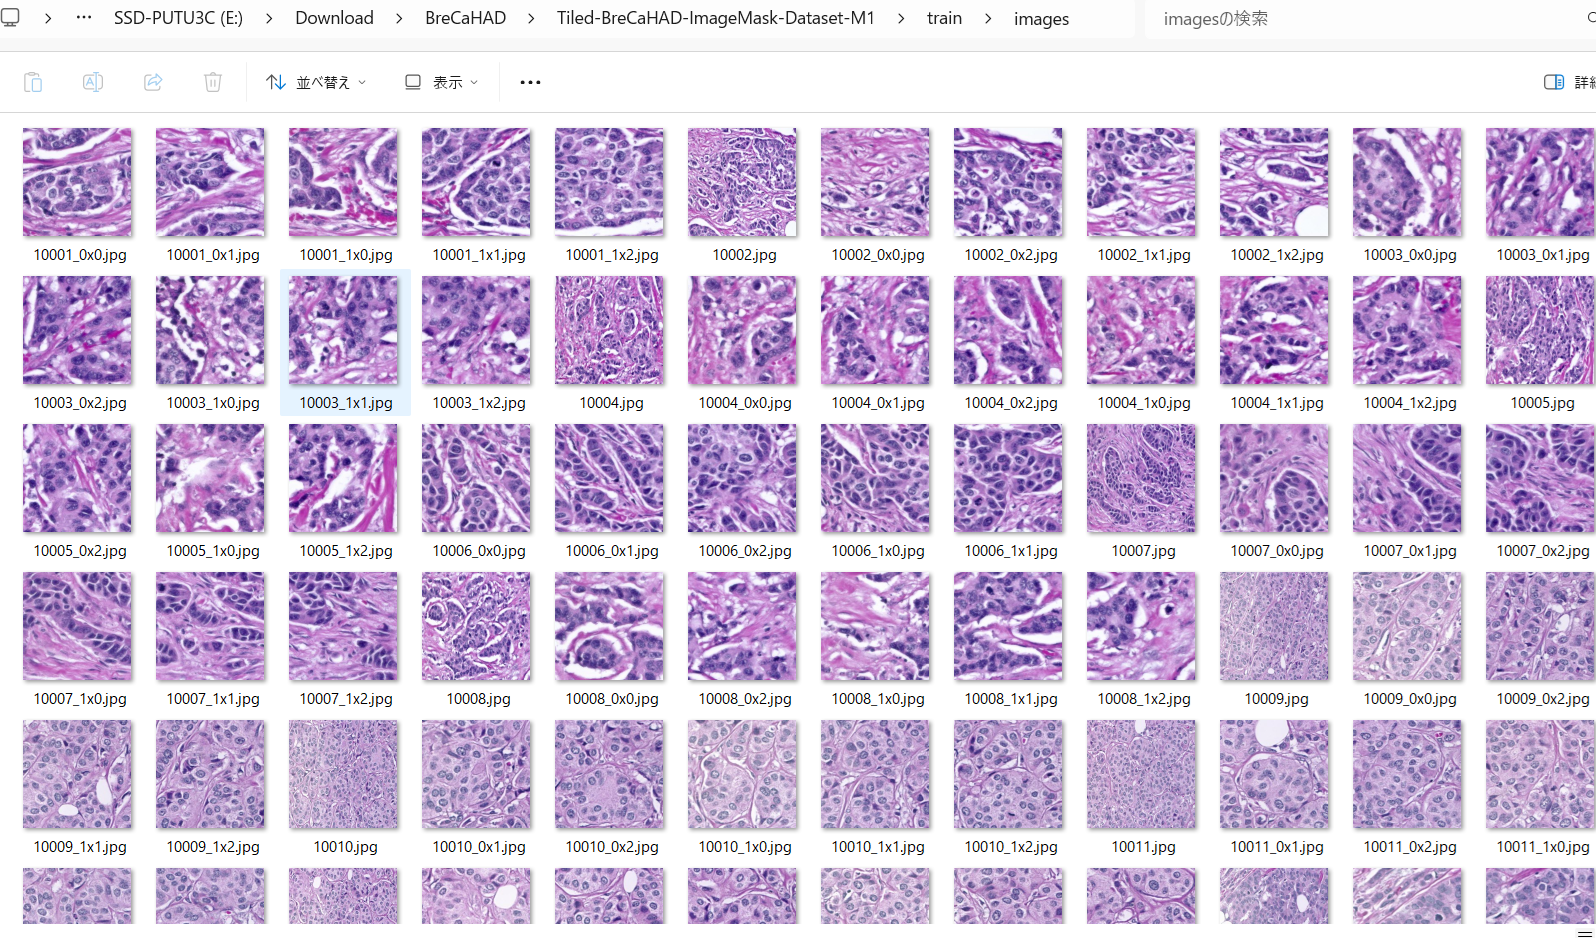 SSD-PUTU3C (E:) > Download > BreCaHAD > Tiled-BreCaHAD-ImageMask-Dataset-M1 > train > images
imagesの検索
並べ替え 表示 詳細
10001_0x0.jpg 10001_0x1.jpg 10001_1x0.jpg 10001_1x1.jpg 10001_1x2.jpg 10002.jpg 10002_0x0.jpg 10002_0x2.jpg 10002_1x1.jpg 10002_1x2.jpg 10003_0x0.jpg 10003_0x1.jpg
10003_0x2.jpg 10003_1x0.jpg 10003_1x1.jpg 10003_1x2.jpg 10004.jpg 10004_0x0.jpg 10004_0x1.jpg 10004_0x2.jpg 10004_1x0.jpg 10004_1x1.jpg 10004_1x2.jpg 10005.jpg
10005_0x2.jpg 10005_1x0.jpg 10005_1x2.jpg 10006_0x0.jpg 10006_0x1.jpg 10006_0x2.jpg 10006_1x0.jpg 10006_1x1.jpg 10007.jpg 10007_0x0.jpg 10007_0x1.jpg 10007_0x2.jpg
10007_1x0.jpg 10007_1x1.jpg 10007_1x2.jpg 10008.jpg 10008_0x0.jpg 10008_0x2.jpg 10008_1x0.jpg 10008_1x1.jpg 10008_1x2.jpg 10009.jpg 10009_0x0.jpg 10009_0x2.jpg
10009_1x1.jpg 10009_1x2.jpg 10010.jpg 10010_0x1.jpg 10010_0x2.jpg 10010_1x0.jpg 10010_1x1.jpg 10010_1x2.jpg 10011.jpg 10011_0x1.jpg 10011_0x2.jpg 10011_1x0.jpg